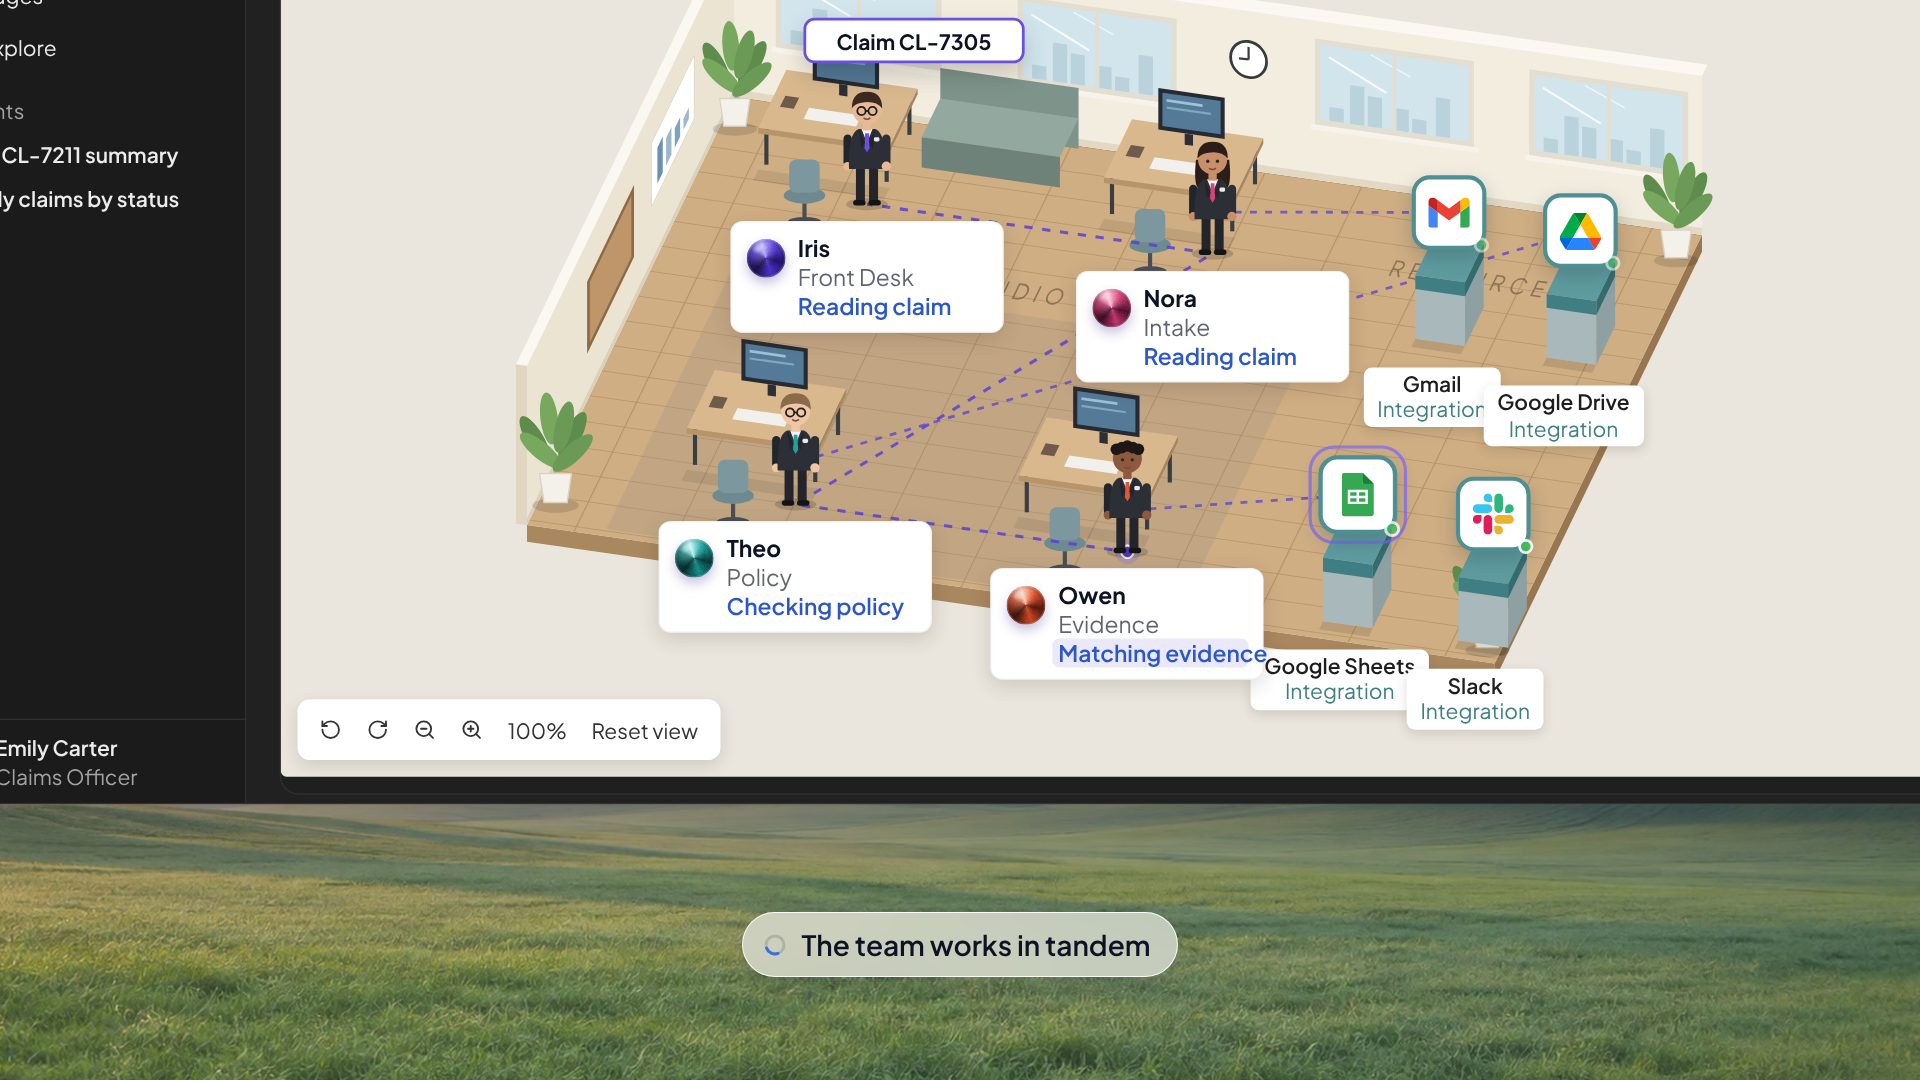 xplore
CL-7211 summary
ly claims by status
Emily Carter
Claims Officer
Claim CL-7305
Iris
Front Desk
Reading claim
Nora
Intake
Reading claim
Theo
Policy
Checking policy
Owen
Evidence
Matching evidence
Gmail
Integration
Google Drive
Integration
Google Sheets
Integration
Slack
Integration
100%
Reset view
The team works in tandem